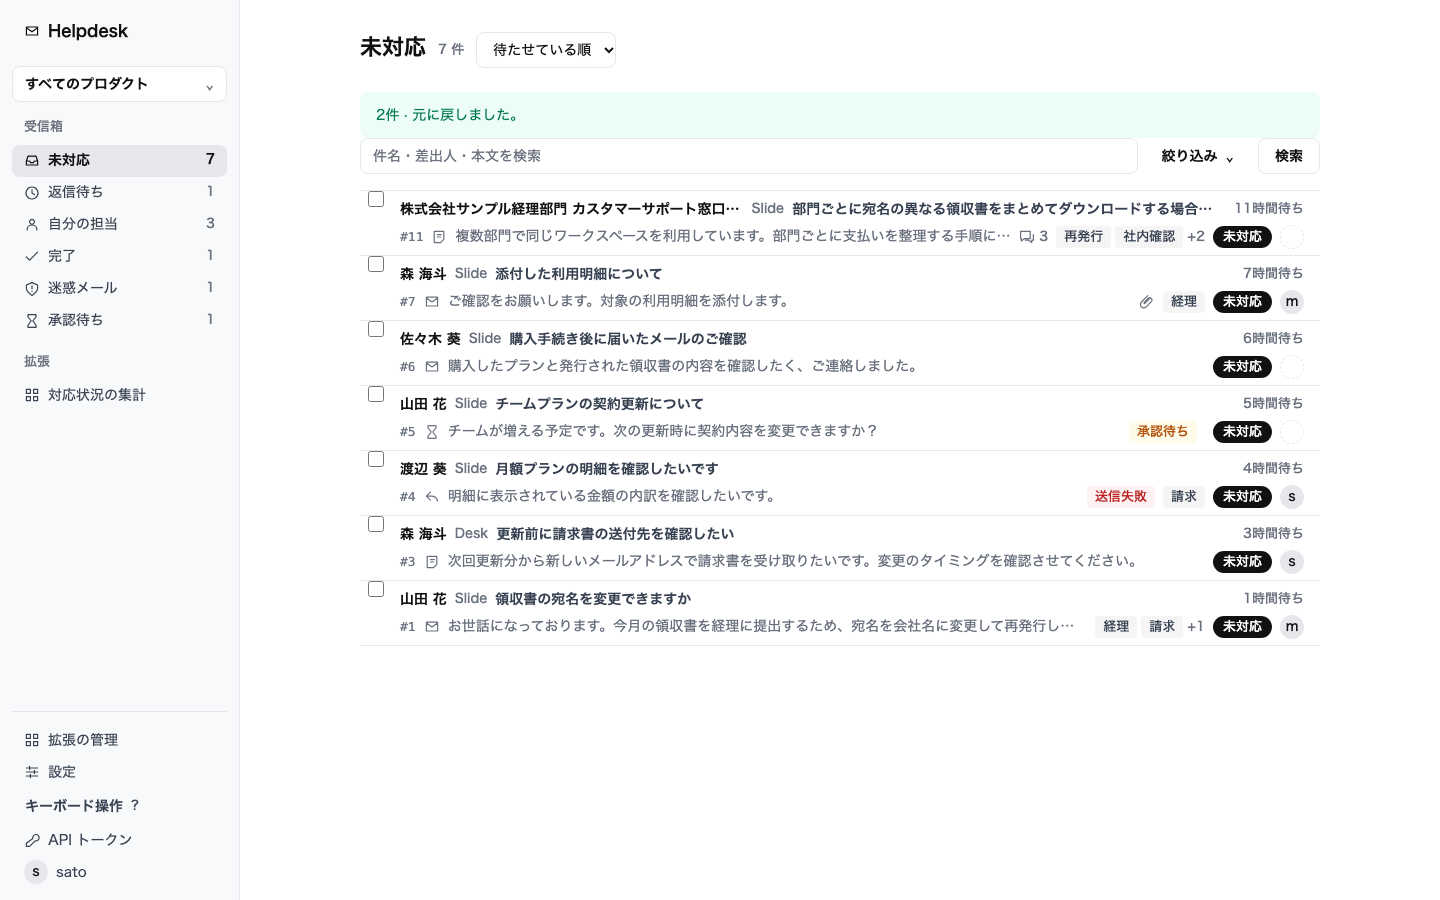 Helpdesk
すべてのプロダクト
受信箱
未対応 7
返信待ち 1
自分の担当 3
完了 1
迷惑メール 1
承認待ち 1
拡張
対応状況の集計
拡張の管理
設定
キーボード操作 ?
API トークン
s sato
未対応 7 件 待たせている順
2件 · 元に戻しました。
件名・差出人・本文を検索 絞り込み 検索
株式会社サンプル経理部門 カスタマーサポート窓口… Slide 部門ごとに宛名の異なる領収書をまとめてダウンロードする場合… 11時間待ち
#11 複数部門で同じワークスペースを利用しています。部門ごとに支払いを整理する手順に… 3 再発行 社内確認 +2 未対応
森 海斗 Slide 添付した利用明細について 7時間待ち
#7 ご確認をお願いします。対象の利用明細を添付します。 経理 未対応 m
佐々木 葵 Slide 購入手続き後に届いたメールのご確認 6時間待ち
#6 購入したプランと発行された領収書の内容を確認したく、ご連絡しました。 未対応
山田 花 Slide チームプランの契約更新について 5時間待ち
#5 チームが増える予定です。次の更新時に契約内容を変更できますか？ 承認待ち 未対応
渡辺 葵 Slide 月額プランの明細を確認したいです 4時間待ち
#4 明細に表示されている金額の内訳を確認したいです。 送信失敗 請求 未対応 s
森 海斗 Desk 更新前に請求書の送付先を確認したい 3時間待ち
#3 次回更新分から新しいメールアドレスで請求書を受け取りたいです。変更のタイミングを確認させてください。 未対応 s
山田 花 Slide 領収書の宛名を変更できますか 1時間待ち
#1 お世話になっております。今月の領収書を経理に提出するため、宛名を会社名に変更して再発行し… 経理 請求 +1 未対応 m